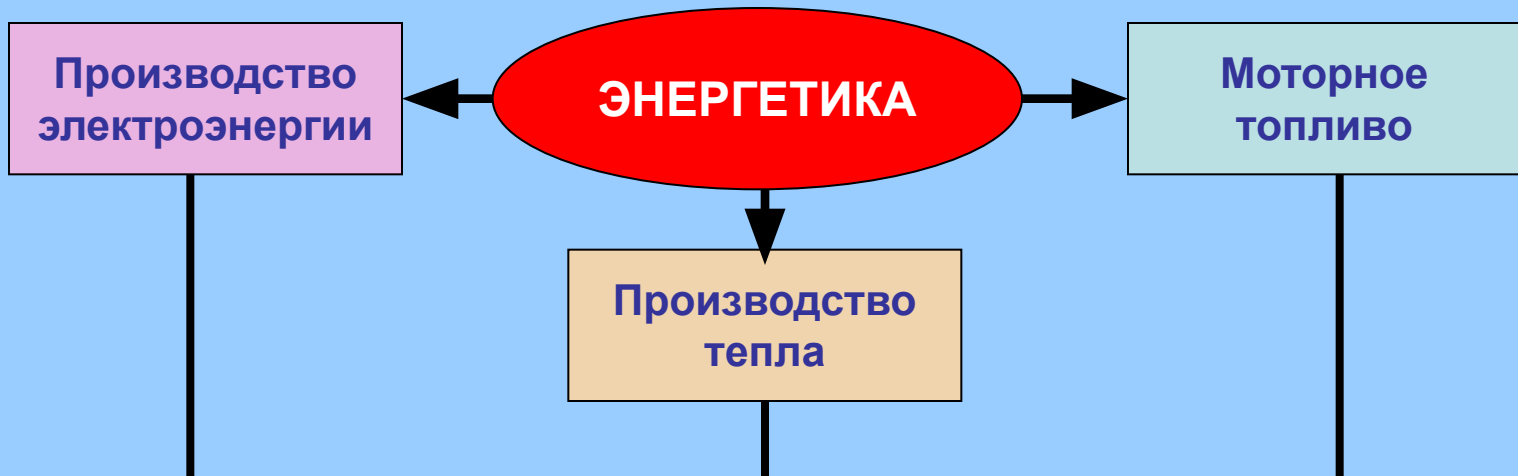 ЭНЕРГЕТИКА
Производство
электроэнергии
Моторное
топливо
Производство
тепла